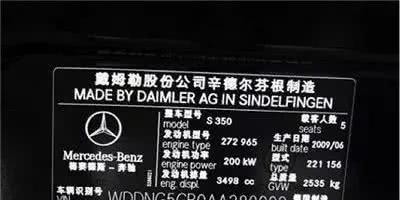 戴姆勒股份公司辛德尔芬根制造
MADE BY DAIMLER AG IN SINDELFINGEN
整车型号 S 350 载客人数 5
model seats
发动机型号 272 965 生产日期 2009/06
engine type built date
发动机功率 200 kW 型式 221 156
engine power type
发动机排量 3498 cc 总质量 2535 kg
eng. displ. GVW
Mercedes-Benz
梅赛德斯-奔驰
车辆识别
VIN